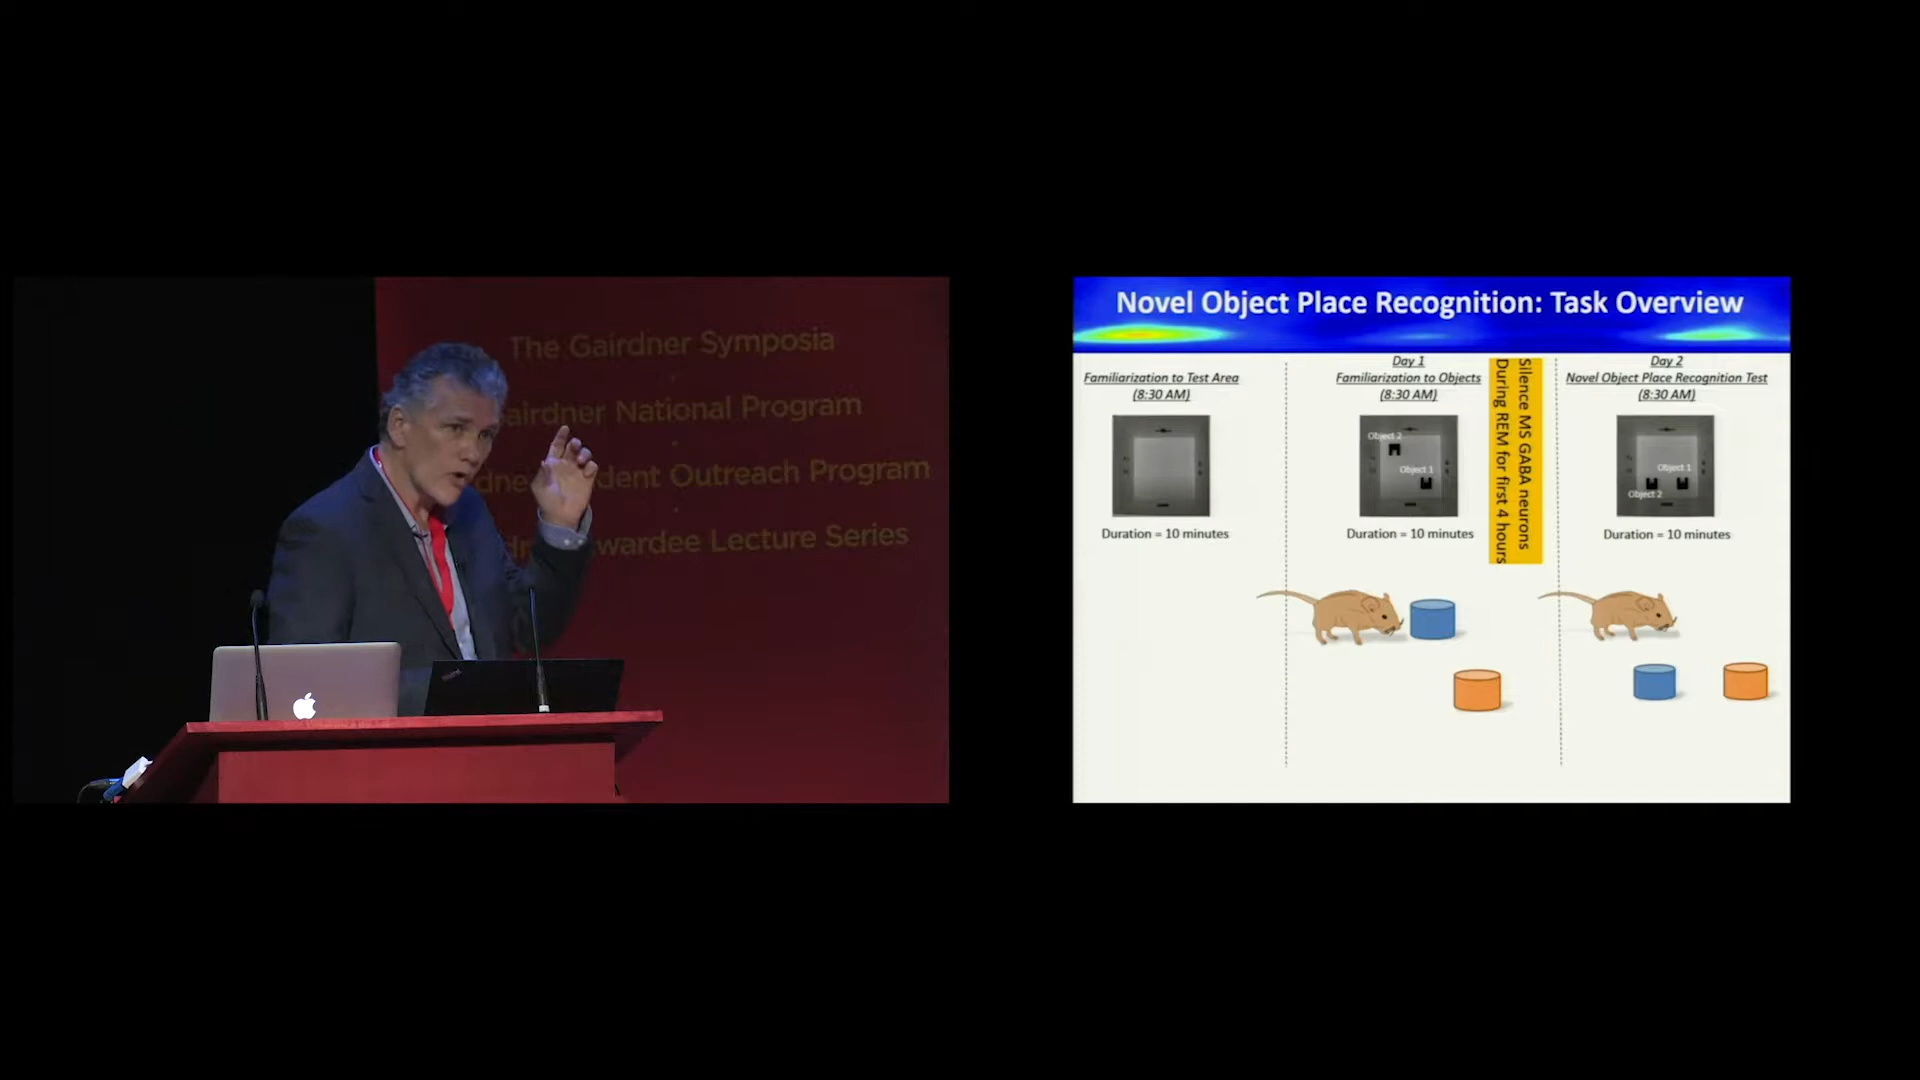 The Gairdner Symposia
airdner National Program
dent Outreach Program
wardee Lecture Series
Novel Object Place Recognition: Task Overview
Familiarization to Test Area
(8:30 AM)
Duration = 10 minutes
Day 1
Familiarization to Objects
(8:30 AM)
Object 2
Object 1
Duration = 10 minutes
Silence MS GABA neurons
During REM for first 4 hours
Day 2
Novel Object Place Recognition Test
(8:30 AM)
Object 1
Object 2
Duration = 10 minutes